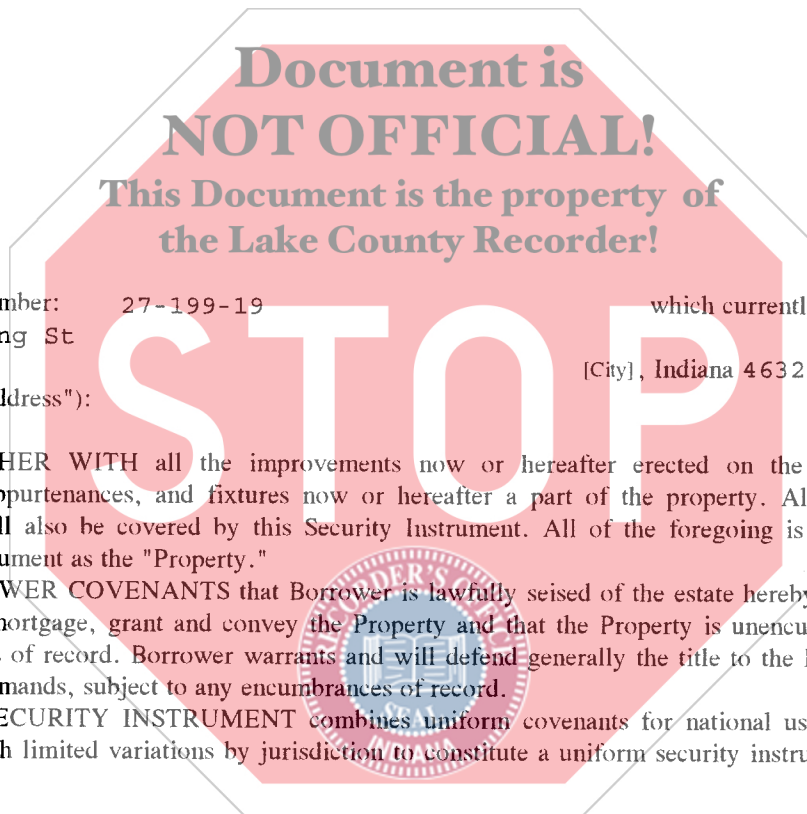 Document is
NOT OFFICIAL!
This Document is the property of
the Lake County Recorder!
mber: 27-199-19 which currentl
ng St
[City], Indiana 4632
ldress"):
STOP
HER WITH all the improvements now or hereafter erected on the
ppurtenances, and fixtures now or hereafter a part of the property. Al
ll also be covered by this Security Instrument. All of the foregoing is
ument as the "Property."
WER COVENANTS that Borrower is lawfully seised of the estate hereby
nortgage, grant and convey the Property and that the Property is unencu
of record. Borrower warrants and will defend generally the title to the
mands, subject to any encumbrances of record.
ECURITY INSTRUMENT combines uniform covenants for national us
h limited variations by jurisdiction to constitute a uniform security instru
RECORDER'S OFFICE
SEAL
INDIANA